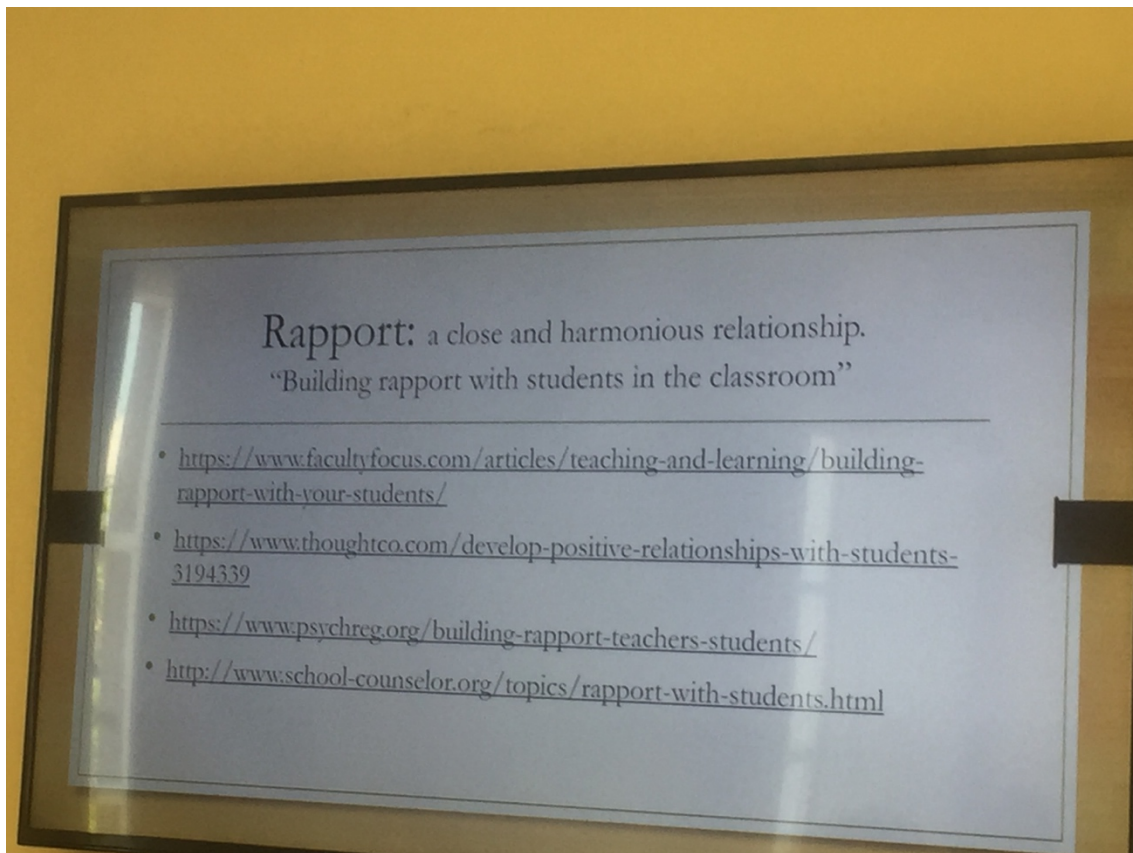 Rapport: a close and harmonious relationship.
“Building rapport with students in the classroom”
• https://www.facultyfocus.com/articles/teaching-and-learning/building-
rapport-with-your-students/
• https://www.thoughtco.com/develop-positive-relationships-with-students-
3194339
• https://www.psychreg.org/building-rapport-teachers-students/
• http://www.school-counselor.org/topics/rapport-with-students.html